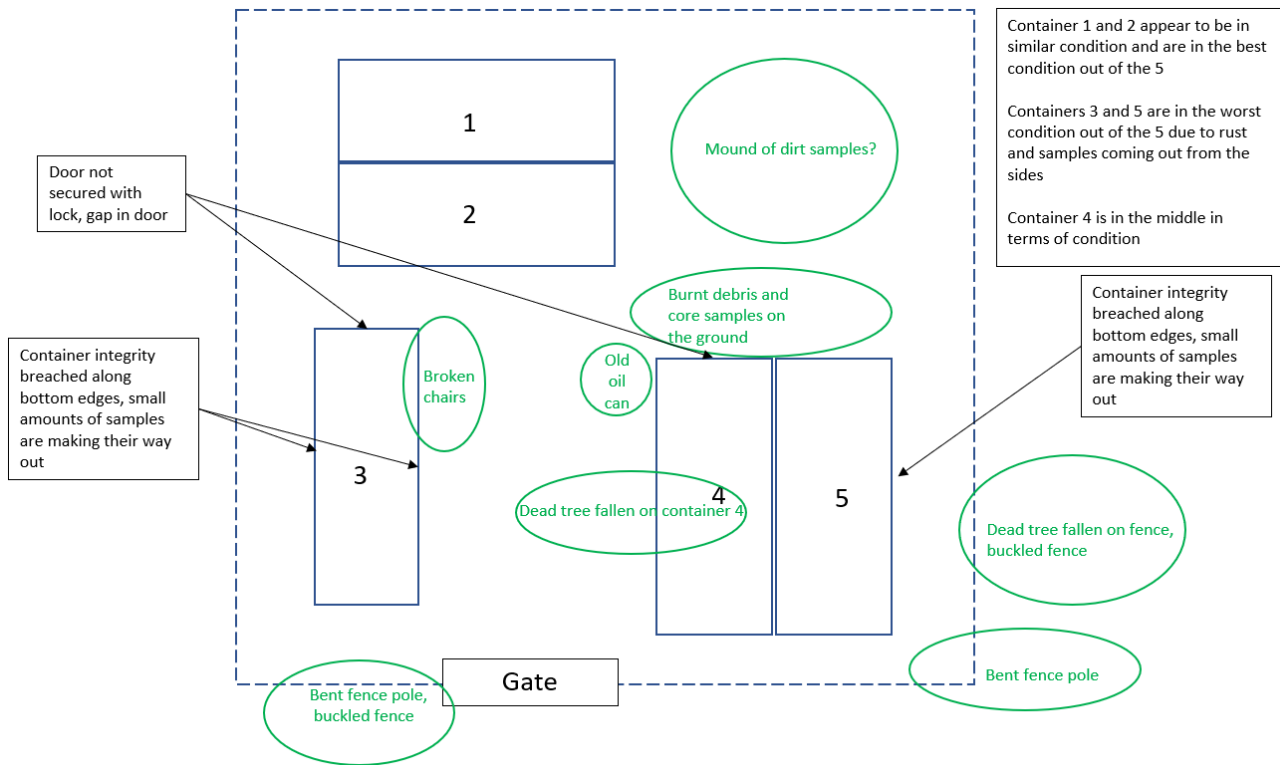 Container 1 and 2 appear to be in
similar condition and are in the best
condition out of the 5
Containers 3 and 5 are in the worst
condition out of the 5 due to rust
and samples coming out from the
sides
Container 4 is in the middle in
terms of condition
1
Mound of dirt samples?
Door not
secured with
lock, gap in door
2
Burnt debris and
core samples on
the ground
Container integrity
breached along
bottom edges, small
amounts of samples
are making their way
out
Container integrity
breached along
bottom edges, small
amounts of samples
are making their way
out
Broken
chairs
Old
oil
can
3
4
5
Dead tree fallen on container 4
Dead tree fallen on fence,
buckled fence
Gate
Bent fence pole
Bent fence pole,
buckled fence